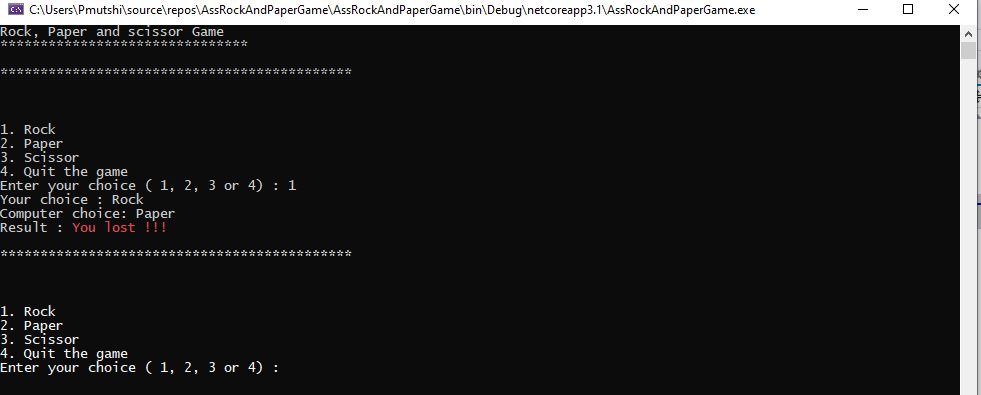 C:\Users\Pmutshi\source\repos\AssRockAndPaperGame\AssRockAndPaperGame\bin\Debug\netcoreapp3.1\AssRockAndPaperGame.exe
Rock, Paper and scissor Game
*******************************
********************************************
1. Rock
2. Paper
3. Scissor
4. Quit the game
Enter your choice ( 1, 2, 3 or 4) : 1
Your choice : Rock
Computer choice: Paper
Result : You lost !!!
********************************************
1. Rock
2. Paper
3. Scissor
4. Quit the game
Enter your choice ( 1, 2, 3 or 4) :